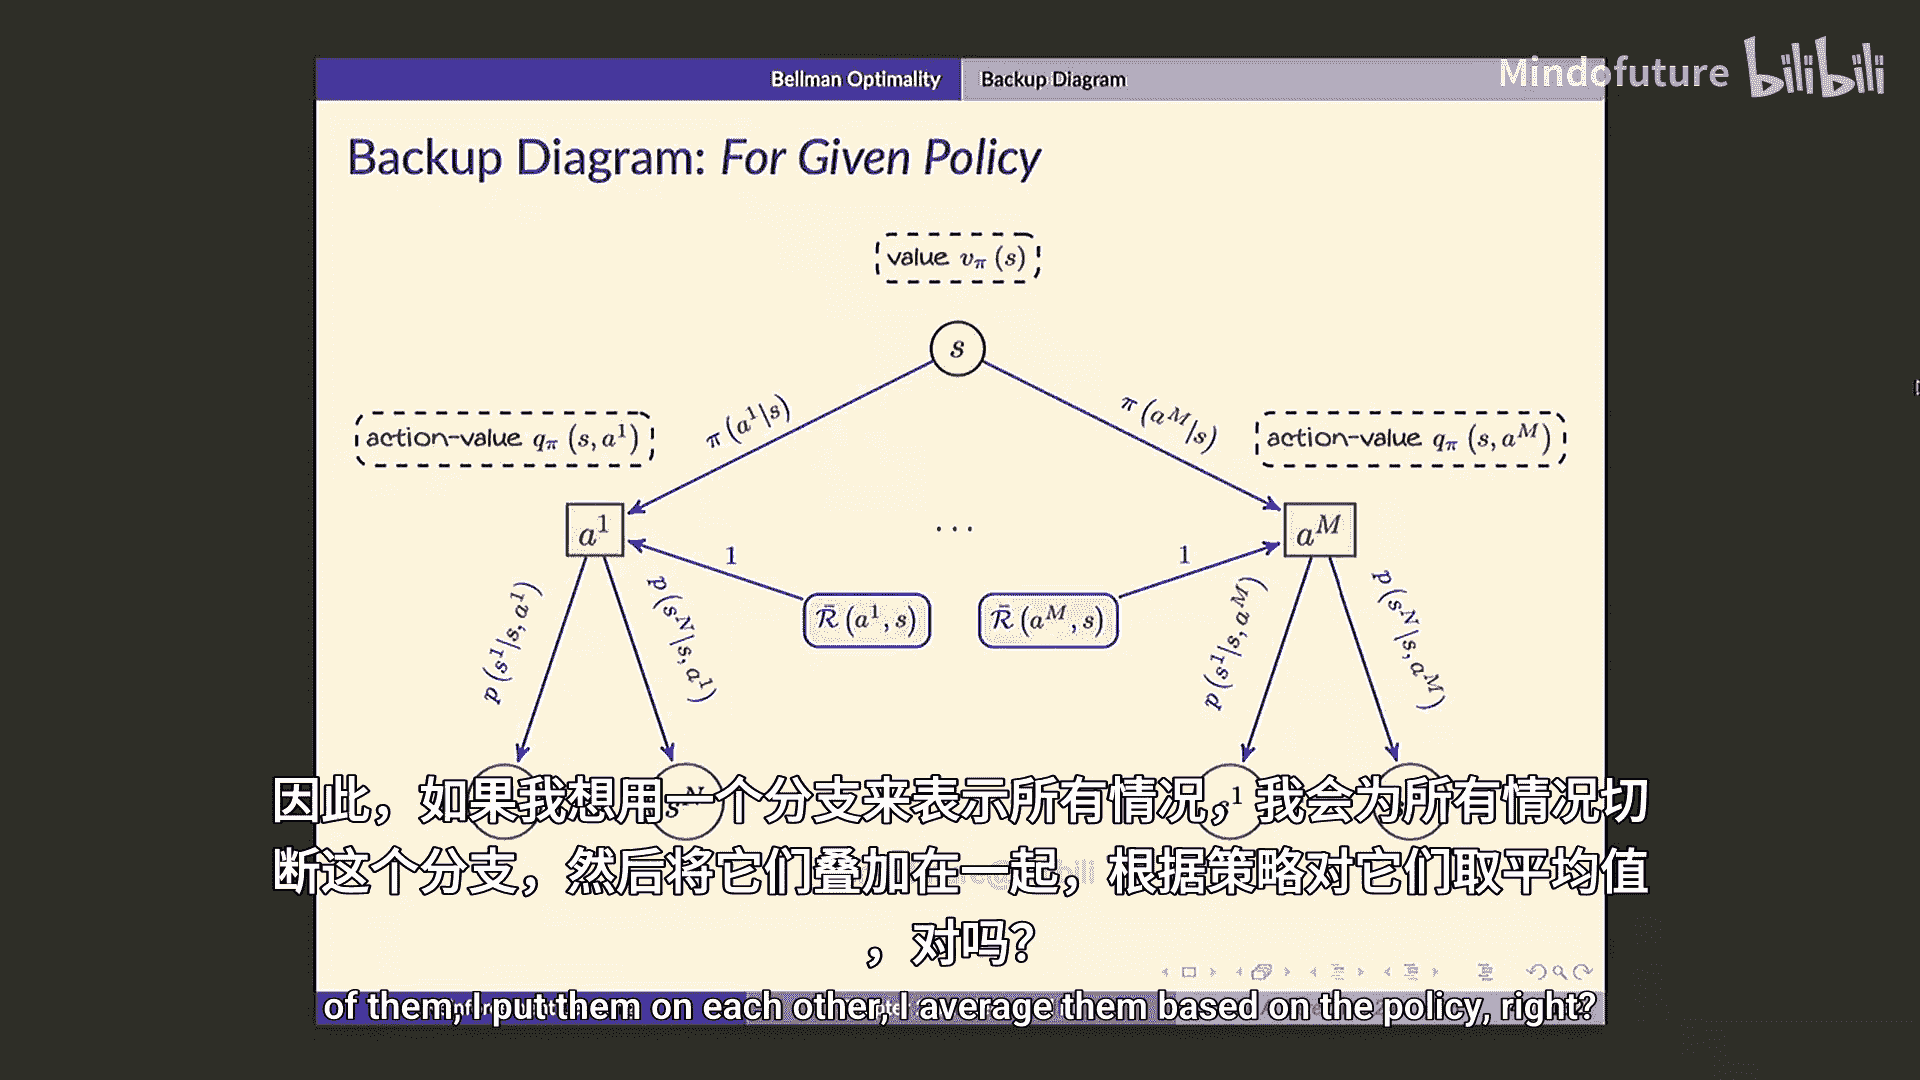 Mindofuture bilibili
Bellman Optimality Backup Diagram
Backup Diagram: For Given Policy
value vπ (s)
s
π (a¹|s) π (aᴹ|s)
action-value qπ (s, a¹) action-value qπ (s, aᴹ)
a¹ ... aᴹ
1 1
R̄ (a¹, s) R̄ (aᴹ, s)
p (s¹|s, a¹) p (sᴺ|s, a¹) p (s¹|s, aᴹ) p (sᴺ|s, aᴹ)
因此，如果我想用一个分支来表示所有情况，我会为所有情况切
断这个分支，然后将它们叠加在一起，根据策略对它们取平均值
，对吗？
of them, I put them on each other, I average them based on the policy, right?